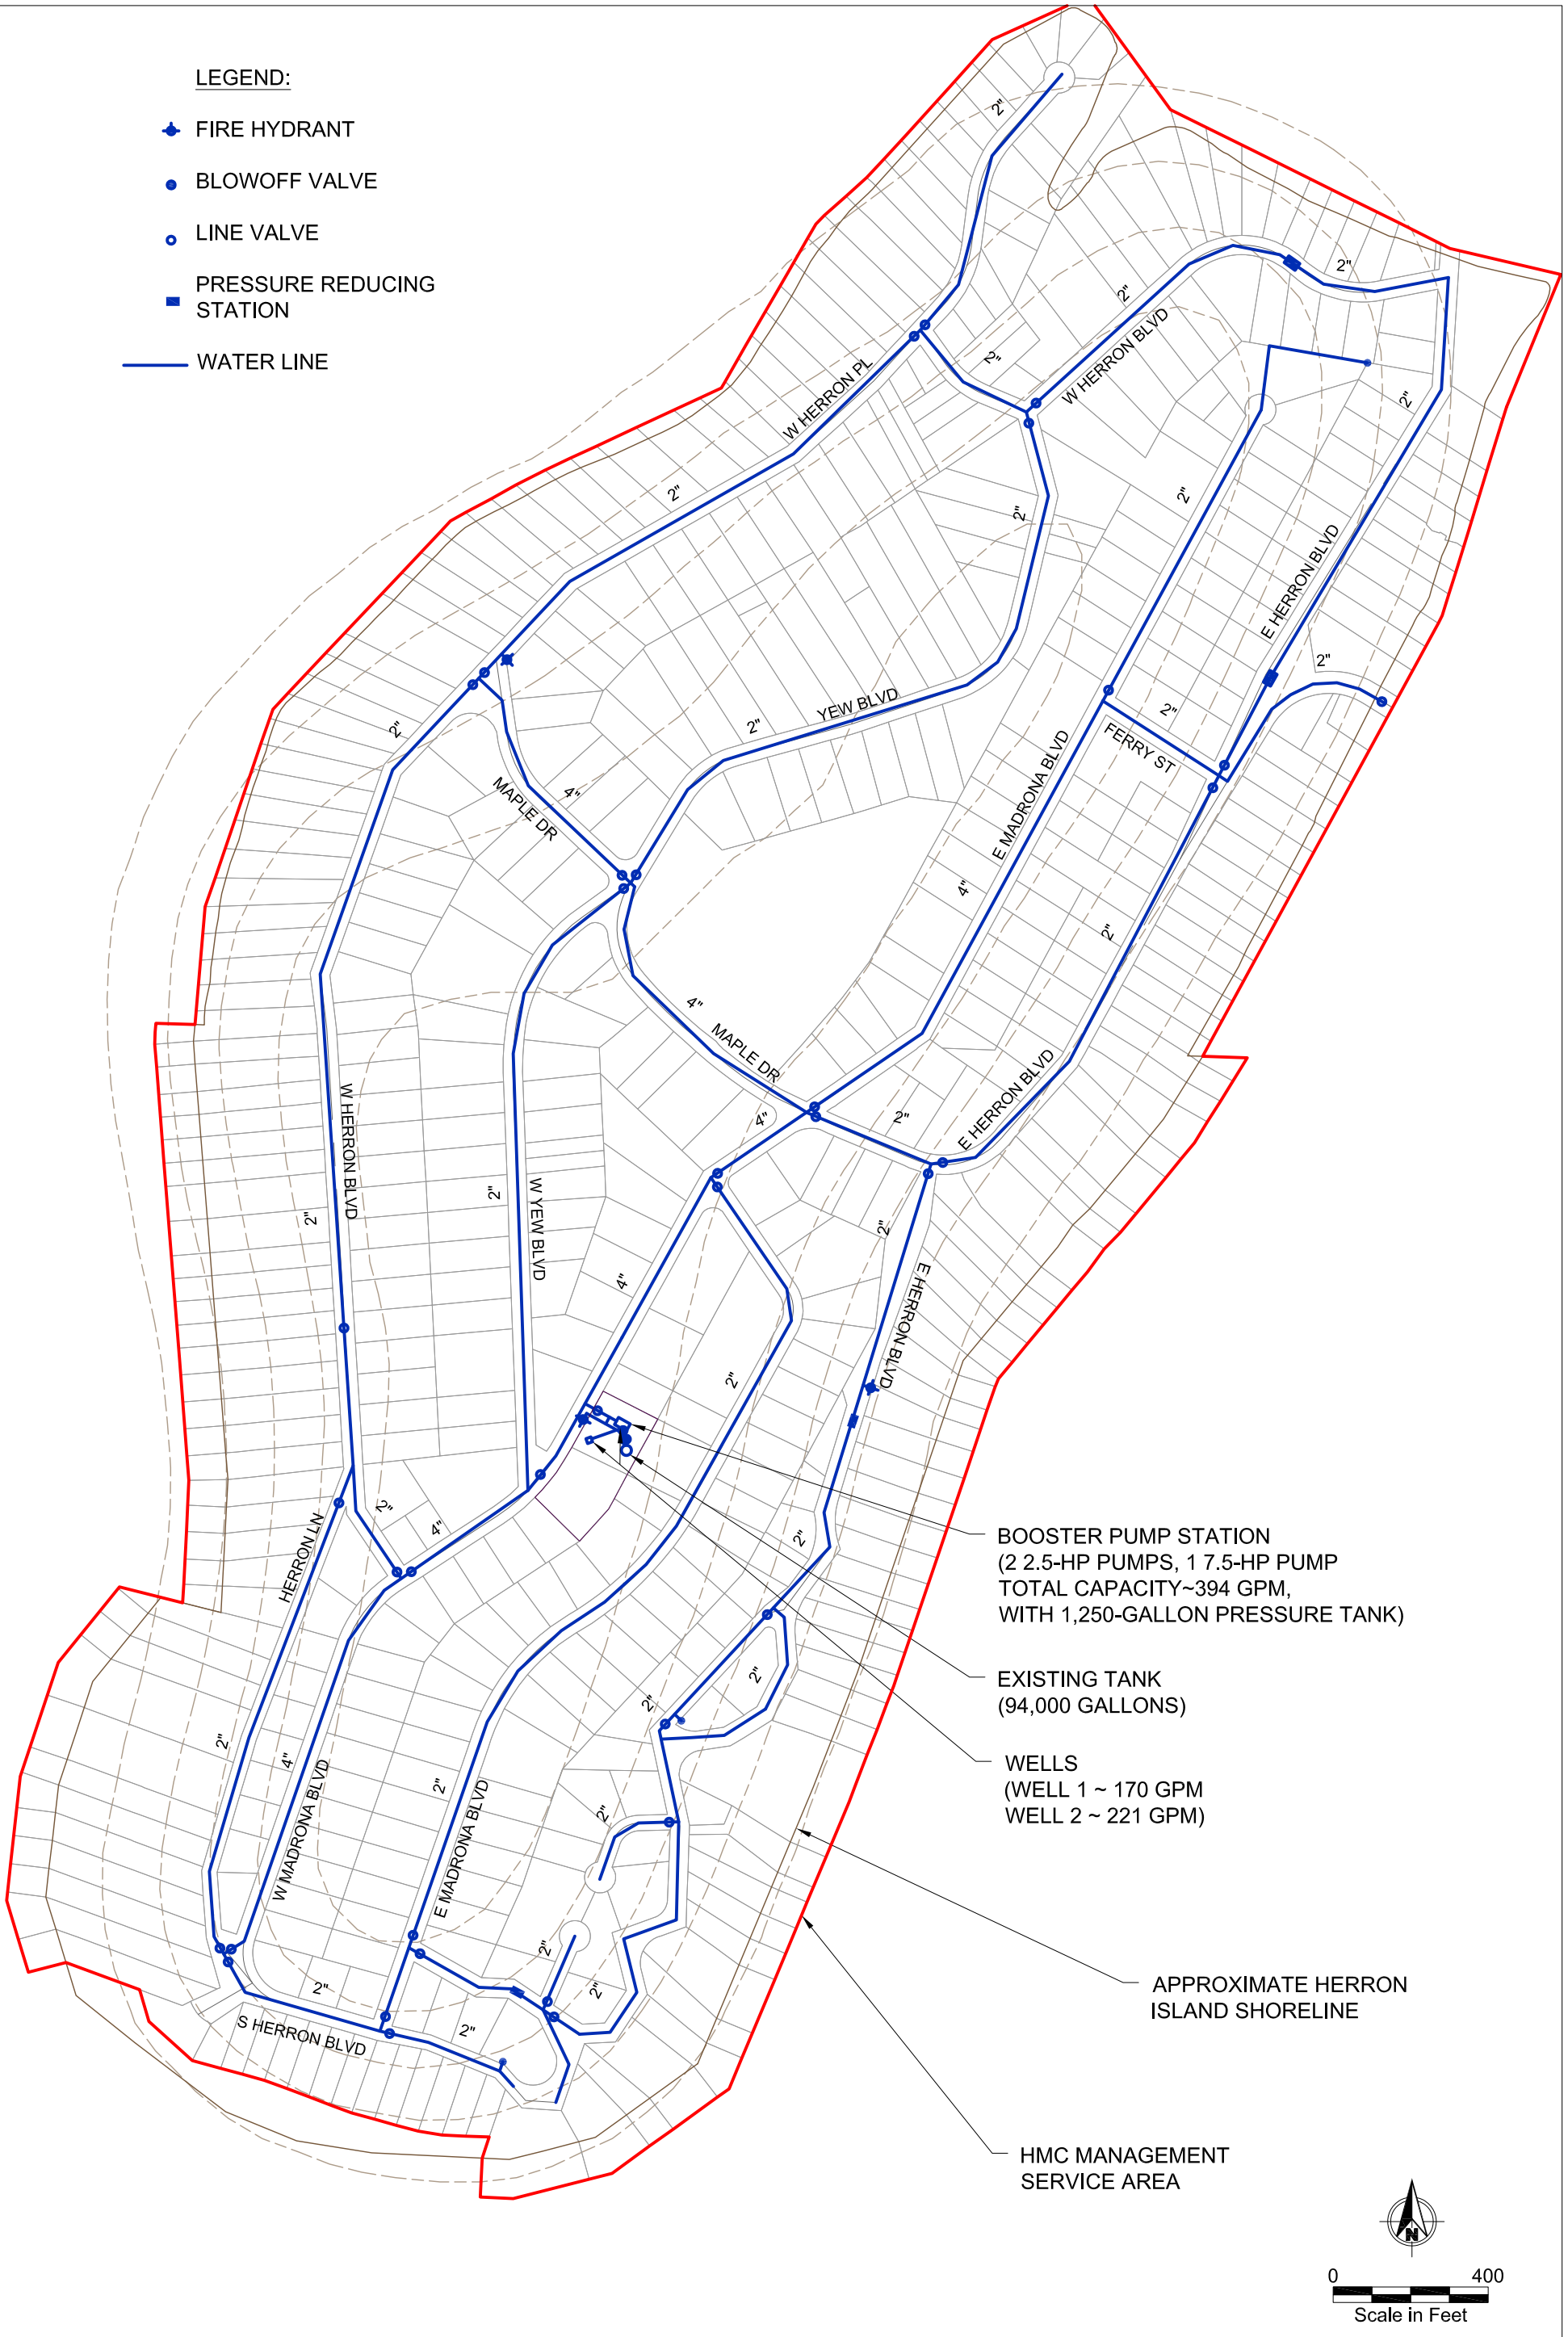 LEGEND:
FIRE HYDRANT
BLOWOFF VALVE
LINE VALVE
PRESSURE REDUCING
STATION
WATER LINE
2"
2"
2"
2"
W HERRON BLVD
W HERRON PL
2"
2"
2"
2"
2"
E HERRON BLVD
2"
2"
YEW BLVD
2"
2"
FERRY ST
4"
MAPLE DR
E MADRONA BLVD
4"
2"
4"
MAPLE DR
4"
2"
E HERRON BLVD
W HERRON BLVD
2"
2"
W YEW BLVD
2"
E HERRON BLVD
4"
2"
2"
4"
HERRON LN
2"
BOOSTER PUMP STATION
(2 2.5-HP PUMPS, 1 7.5-HP PUMP
TOTAL CAPACITY~394 GPM,
WITH 1,250-GALLON PRESSURE TANK)
EXISTING TANK
(94,000 GALLONS)
2"
2"
2"
4"
WELLS
(WELL 1 ~ 170 GPM
WELL 2 ~ 221 GPM)
W MADRONA BLVD
2"
E MADRONA BLVD
2"
2"
2"
2"
S HERRON BLVD
2"
APPROXIMATE HERRON
ISLAND SHORELINE
HMC MANAGEMENT
SERVICE AREA
N
0 400
Scale in Feet